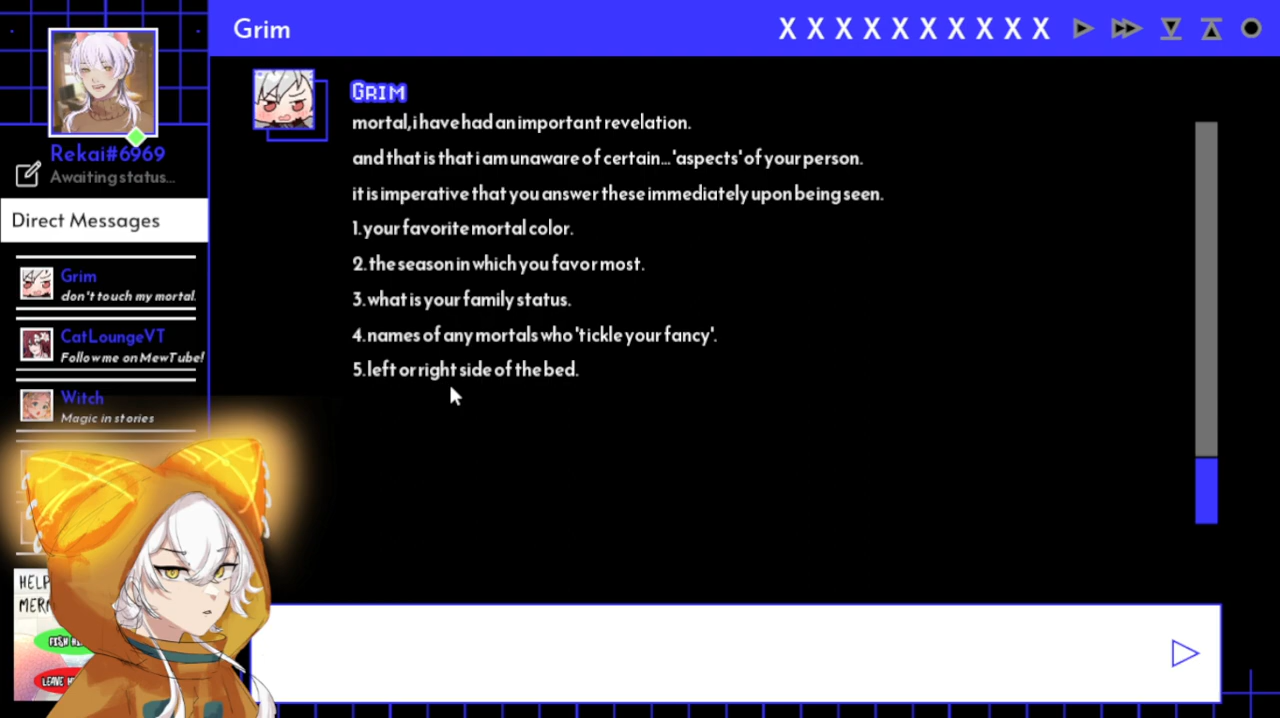 Grim
X X X X X X X X X X
Rekai#6969
Awaiting status...
Direct Messages
Grim
don't touch my mortal.
CatLoungeVT
Follow me on MewTube!
Witch
Magic in stories
GRIM
mortal, i have had an important revelation.
and that is that i am unaware of certain... 'aspects' of your person.
it is imperative that you answer these immediately upon being seen.
1. your favorite mortal color.
2. the season in which you favor most.
3. what is your family status.
4. names of any mortals who 'tickle your fancy'.
5. left or right side of the bed.
HELP
LEAVE